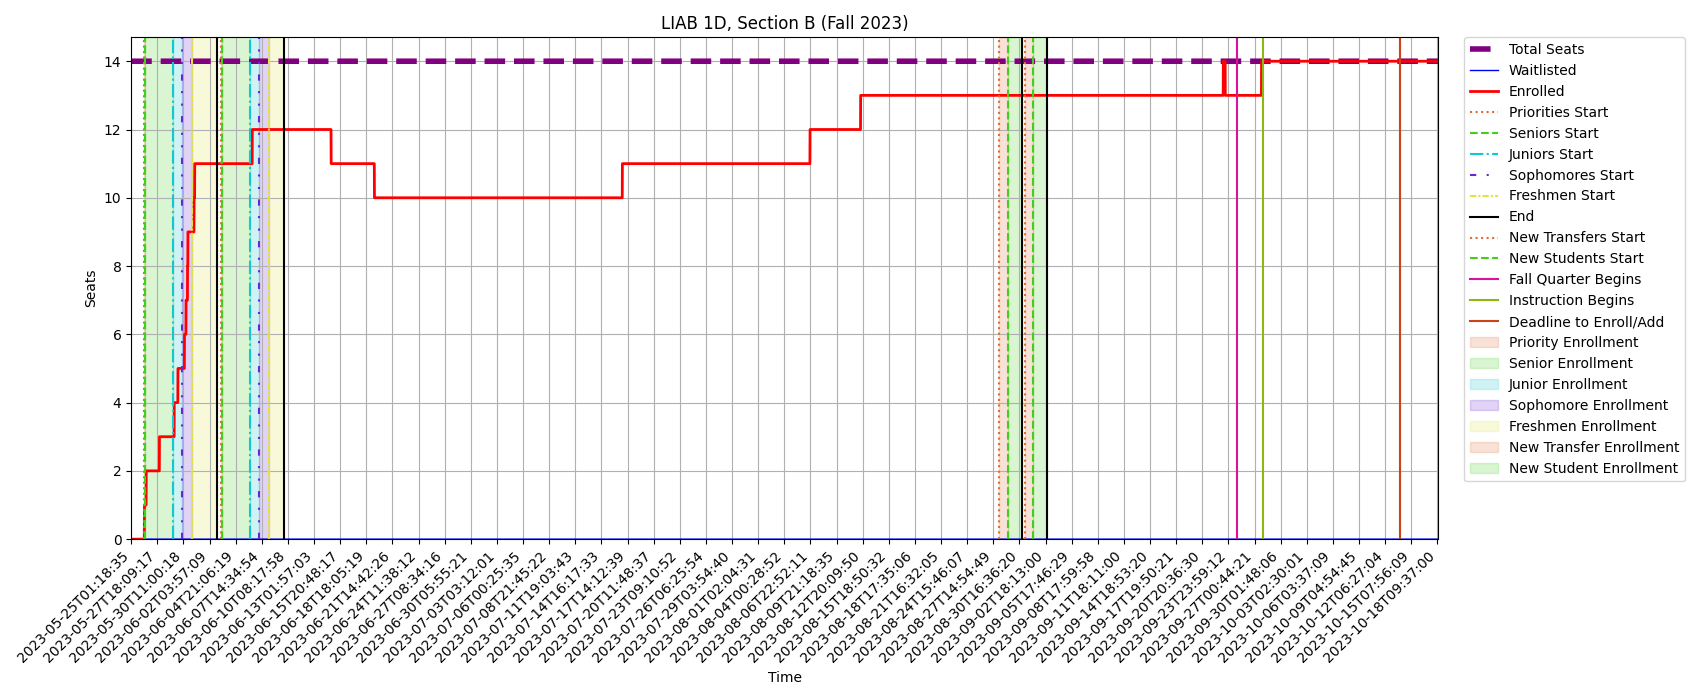 LIAB 1D, Section B (Fall 2023)
Seats
14
12
10
8
6
4
2
0
2023-05-25T01:18:35
2023-05-27T18:09:17
2023-05-30T11:00:18
2023-06-02T03:57:09
2023-06-04T21:06:19
2023-06-07T14:34:54
2023-06-10T08:17:58
2023-06-13T01:57:03
2023-06-15T20:48:17
2023-06-18T18:05:19
2023-06-21T14:42:26
2023-06-24T11:38:12
2023-06-27T08:34:16
2023-06-30T05:55:21
2023-07-03T03:12:01
2023-07-06T00:25:35
2023-07-08T21:45:22
2023-07-11T19:03:43
2023-07-14T16:17:33
2023-07-17T14:12:39
2023-07-20T11:48:37
2023-07-23T09:10:52
2023-07-26T06:25:54
2023-07-29T03:54:40
2023-08-01T02:04:31
2023-08-04T00:28:52
2023-08-06T22:52:11
2023-08-09T21:18:35
2023-08-12T20:09:50
2023-08-15T18:50:32
2023-08-18T17:35:06
2023-08-21T16:32:05
2023-08-24T15:46:07
2023-08-27T14:54:49
2023-08-30T16:36:20
2023-09-02T18:13:00
2023-09-05T17:46:29
2023-09-08T17:59:58
2023-09-11T18:11:00
2023-09-14T18:53:20
2023-09-17T19:50:21
2023-09-20T20:36:30
2023-09-23T23:59:12
2023-09-27T00:44:21
2023-09-30T01:48:06
2023-10-03T02:30:01
2023-10-06T03:37:09
2023-10-09T04:54:45
2023-10-12T06:27:04
2023-10-15T07:56:09
2023-10-18T09:37:00
Time
Total Seats
Waitlisted
Enrolled
Priorities Start
Seniors Start
Juniors Start
Sophomores Start
Freshmen Start
End
New Transfers Start
New Students Start
Fall Quarter Begins
Instruction Begins
Deadline to Enroll/Add
Priority Enrollment
Senior Enrollment
Junior Enrollment
Sophomore Enrollment
Freshmen Enrollment
New Transfer Enrollment
New Student Enrollment